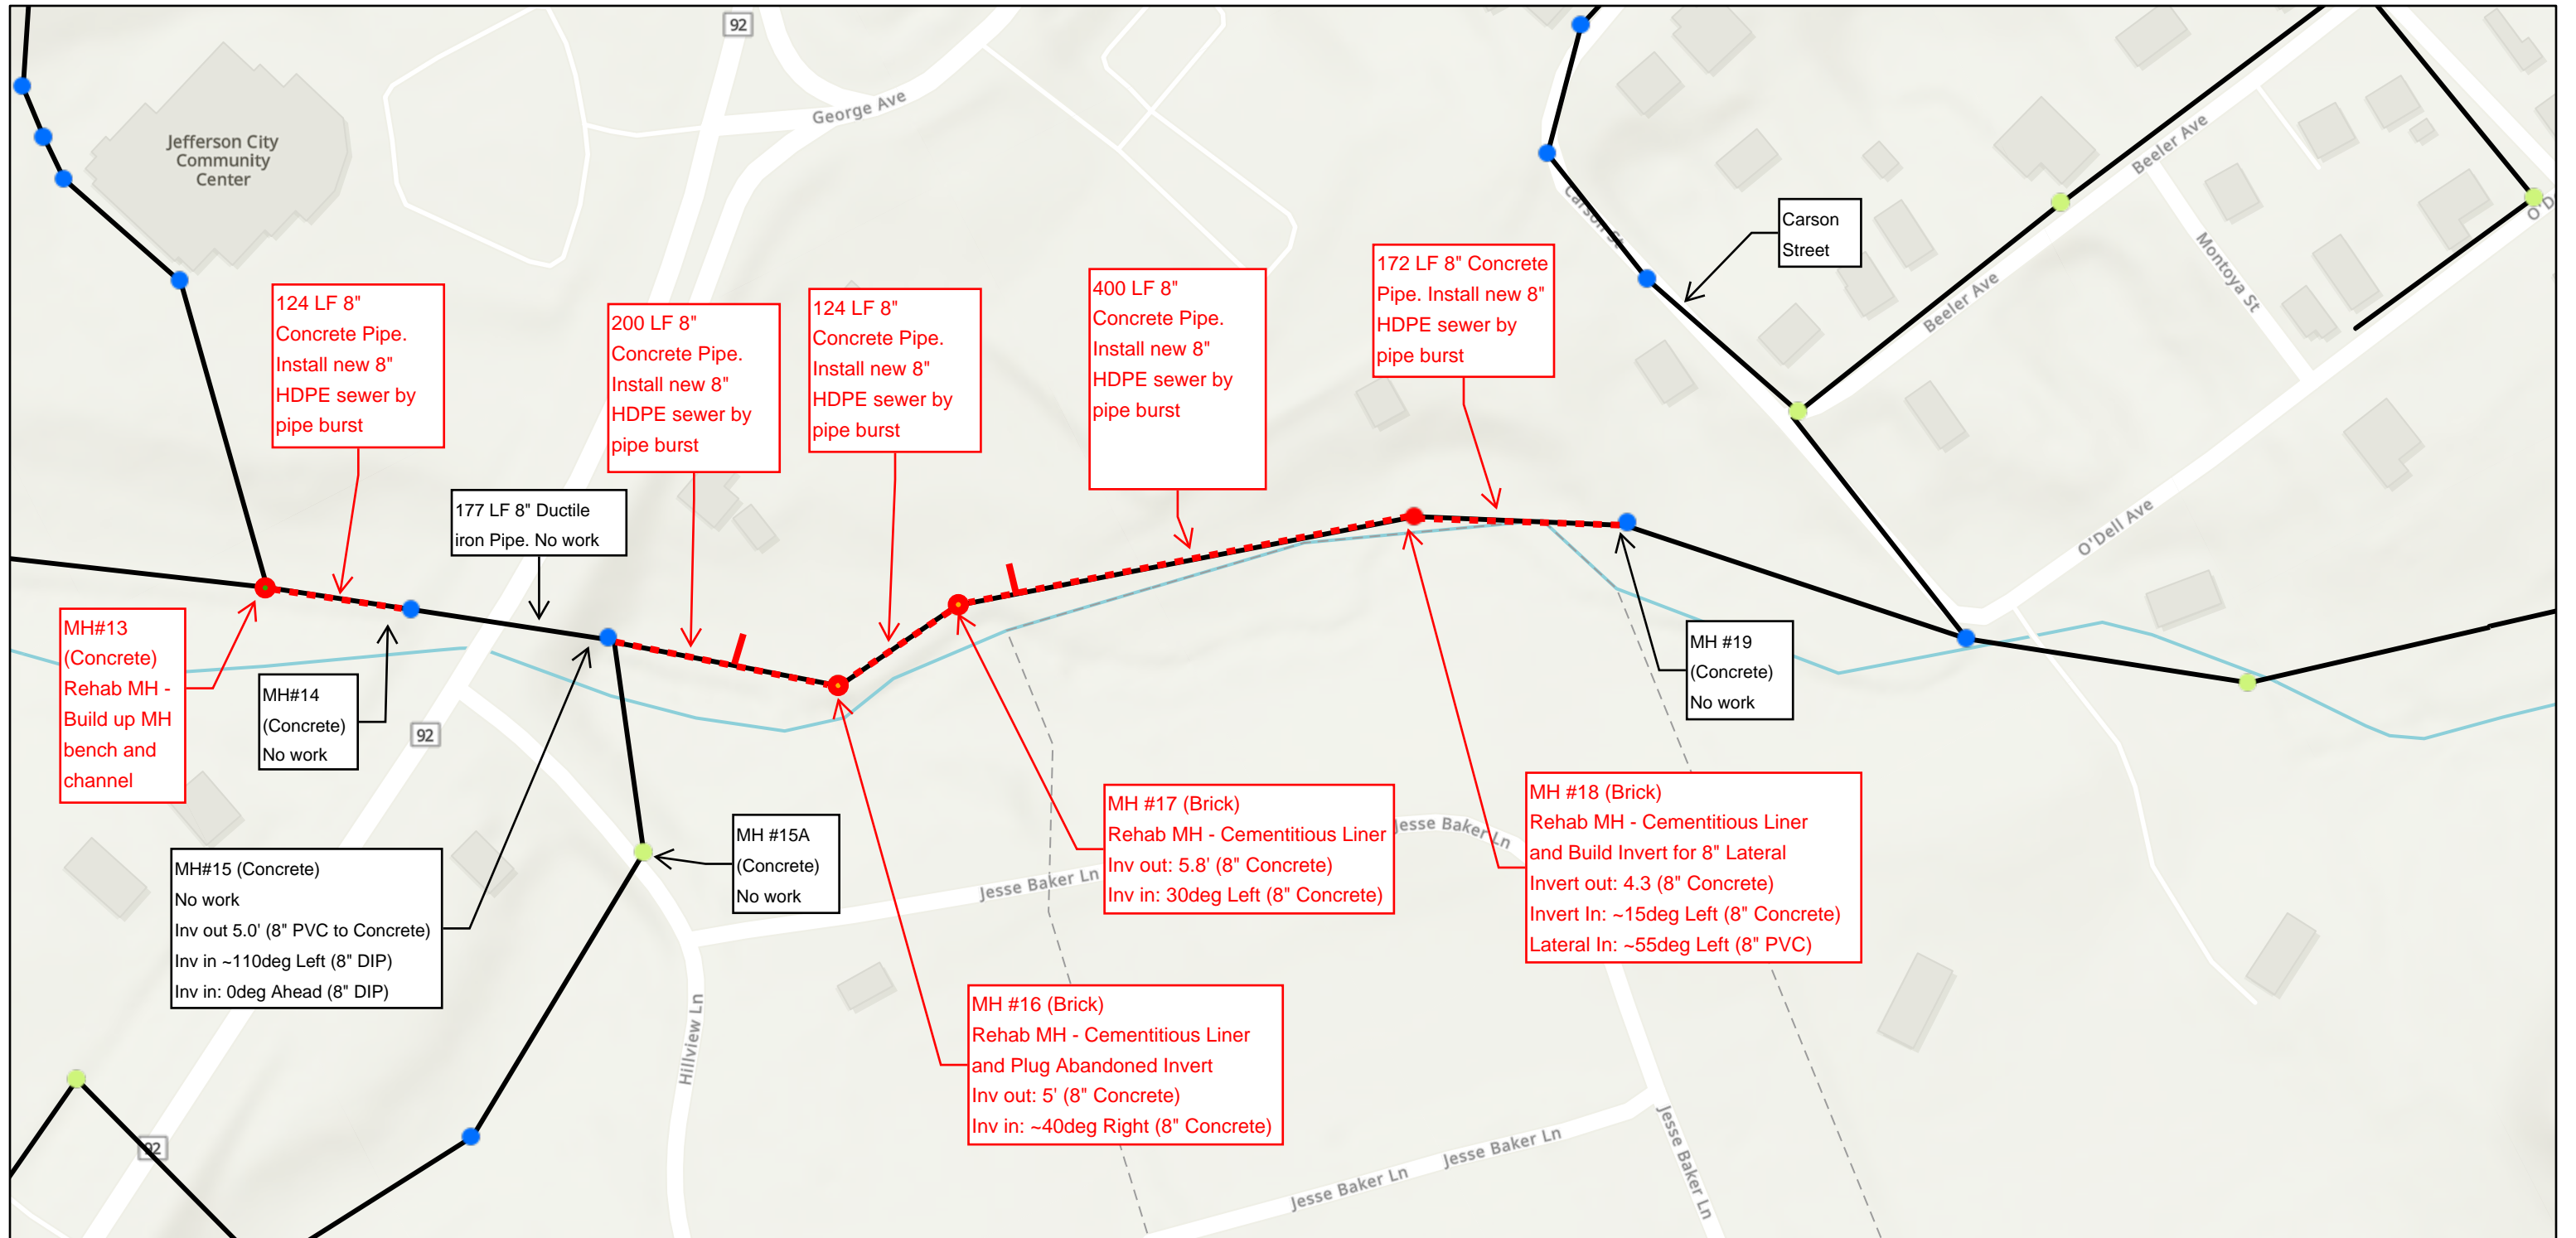 92
George Ave
Jefferson City
Community
Center
Carson St
Carson
Street
Beeler Ave
Beeler Ave
Montoya St
O'D
O'Dell Ave
124 LF 8"
Concrete Pipe.
Install new 8"
HDPE sewer by
pipe burst
200 LF 8"
Concrete Pipe.
Install new 8"
HDPE sewer by
pipe burst
124 LF 8"
Concrete Pipe.
Install new 8"
HDPE sewer by
pipe burst
400 LF 8"
Concrete Pipe.
Install new 8"
HDPE sewer by
pipe burst
172 LF 8" Concrete
Pipe. Install new 8"
HDPE sewer by
pipe burst
177 LF 8" Ductile
iron Pipe. No work
MH#13
(Concrete)
Rehab MH -
Build up MH
bench and
channel
MH#14
(Concrete)
No work
92
MH #19
(Concrete)
No work
MH#15 (Concrete)
No work
Inv out 5.0' (8" PVC to Concrete)
Inv in ~110deg Left (8" DIP)
Inv in: 0deg Ahead (8" DIP)
MH #15A
(Concrete)
No work
MH #17 (Brick)
Rehab MH - Cementitious Liner
Inv out: 5.8' (8" Concrete)
Inv in: 30deg Left (8" Concrete)
MH #18 (Brick)
Rehab MH - Cementitious Liner
and Build Invert for 8" Lateral
Invert out: 4.3 (8" Concrete)
Invert In: ~15deg Left (8" Concrete)
Lateral In: ~55deg Left (8" PVC)
Jesse Baker Ln
Jesse Baker Ln
MH #16 (Brick)
Rehab MH - Cementitious Liner
and Plug Abandoned Invert
Inv out: 5' (8" Concrete)
Inv in: ~40deg Right (8" Concrete)
Hillview Ln
92
Jesse Baker Ln
Jesse Baker Ln
Jesse Baker Ln